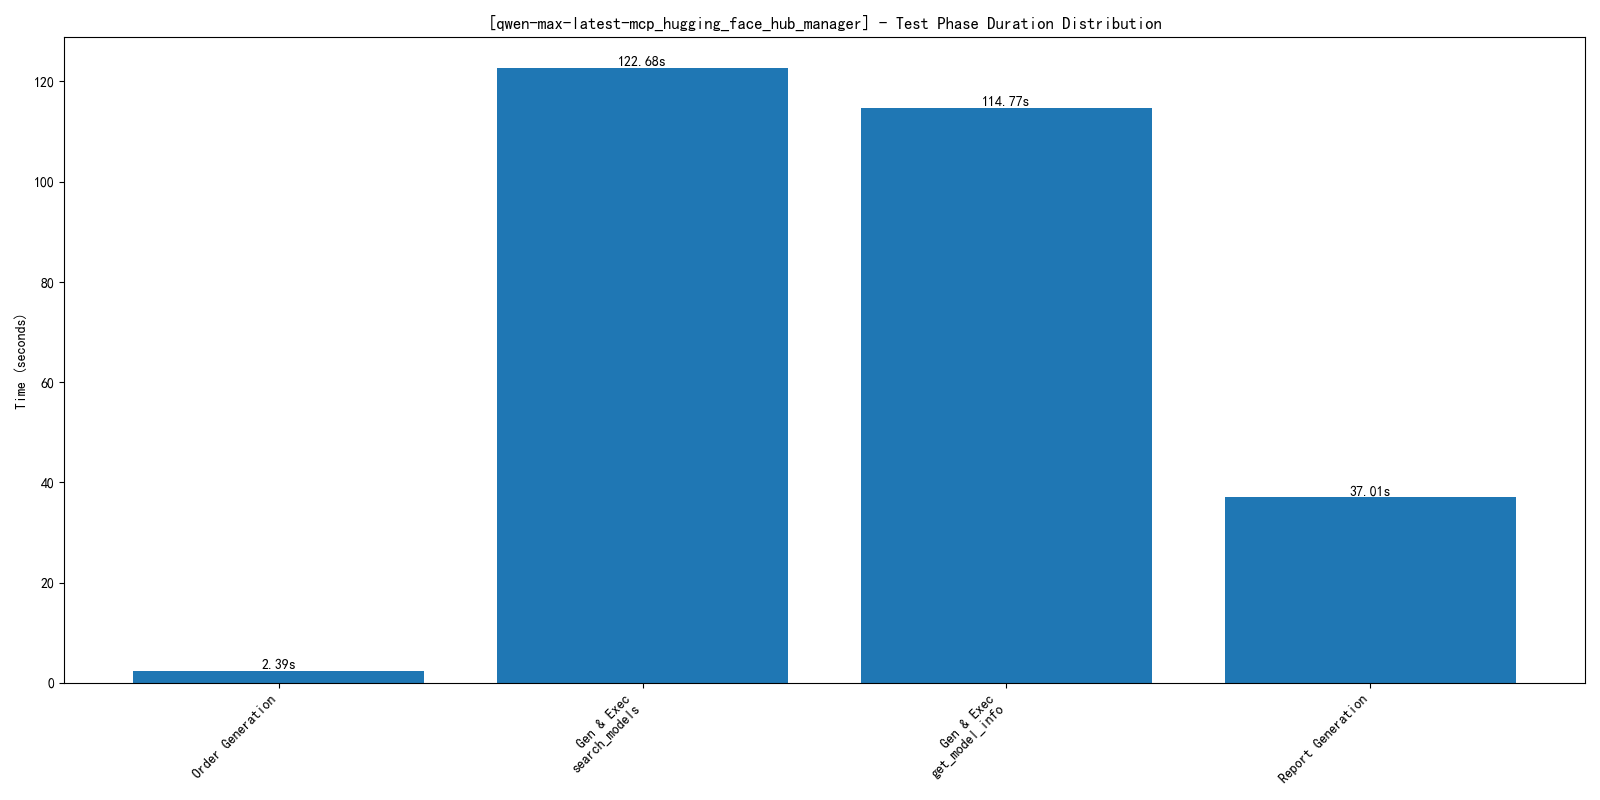 [qwen-max-latest-mcp_hugging_face_hub_manager] - Test Phase Duration Distribution
Time (seconds)
120
100
80
60
40
20
0
2.39s
122.68s
114.77s
37.01s
Order Generation
Gen & Exec
search_models
Gen & Exec
get_model_info
Report Generation